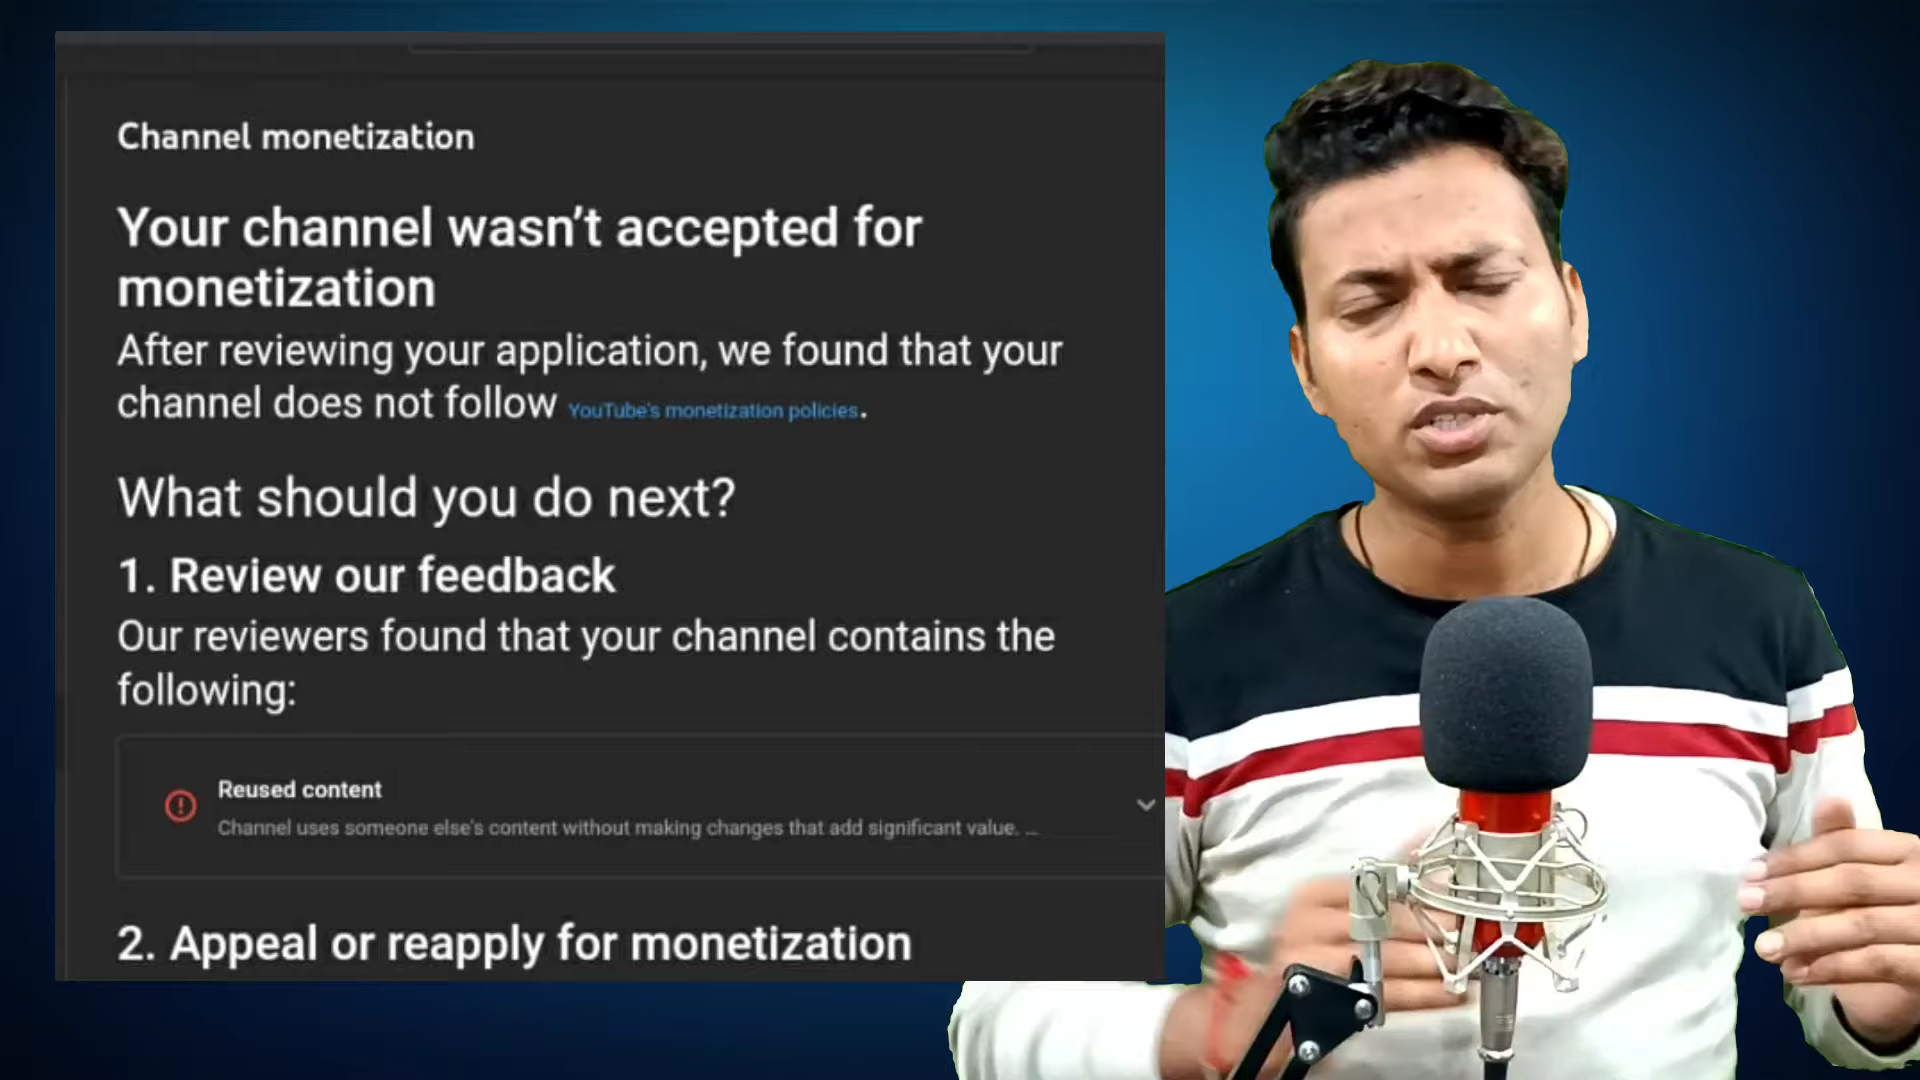 Channel monetization
Your channel wasn't accepted for
monetization
After reviewing your application, we found that your
channel does not follow YouTube's monetization policies.
What should you do next?
1. Review our feedback
Our reviewers found that your channel contains the
following:
Reused content
Channel uses someone else's content without making changes that add significant value. ...
2. Appeal or reapply for monetization